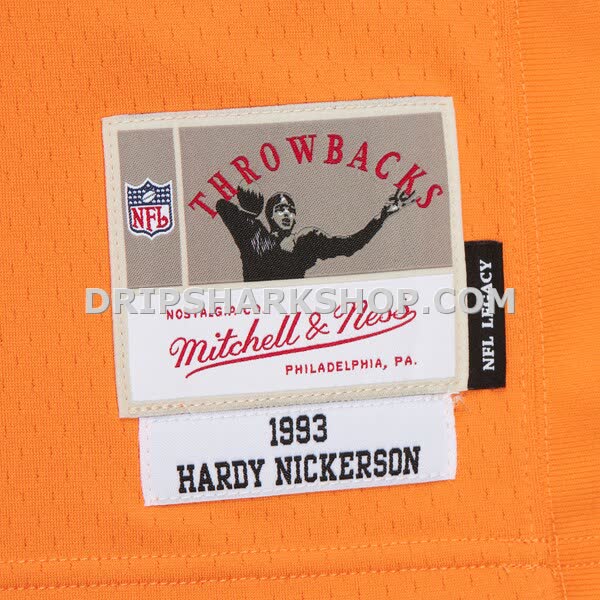 THROWBACKS
NFL
DRIPSHARKSHOP.COM
NOSTALGIA CO.
Mitchell & Ness
PHILADELPHIA, PA.
NFL LEGACY
1993
HARDY NICKERSON